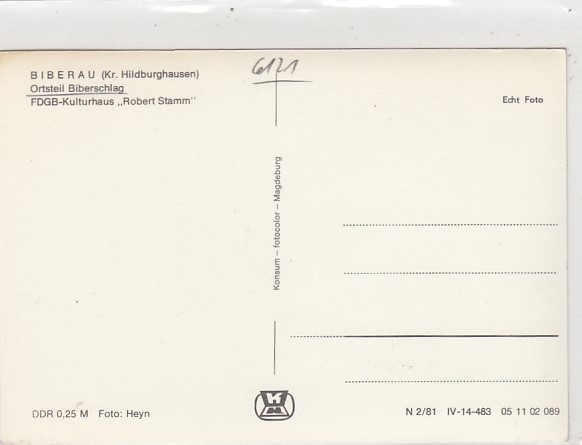 BIBERAU (Kr. Hildburghausen)
Ortsteil Biberschlag
FDGB-Kulturhaus „Robert Stamm"
6121
Echt Foto
Konsum – fotocolor – Magdeburg
DDR 0,25 M Foto: Heyn
N 2/81 IV-14-483 05 11 02 089